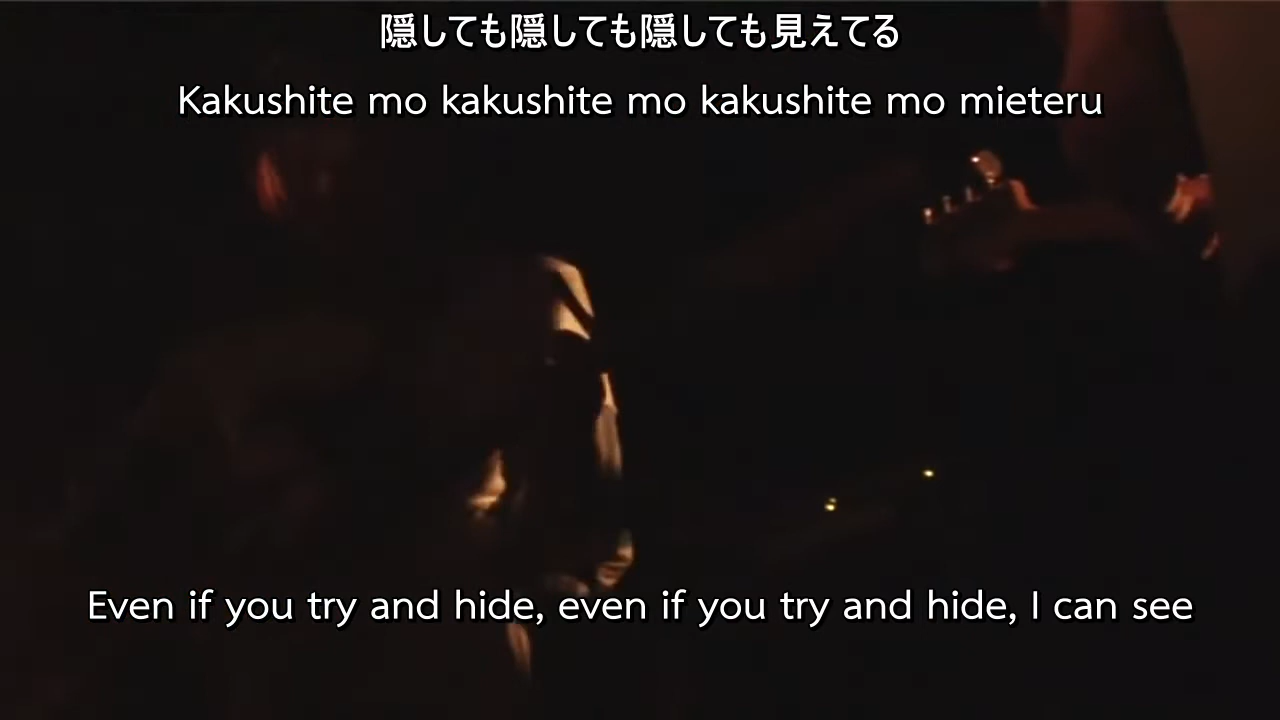 隠しても隠しても隠しても見えてる
Kakushite mo kakushite mo kakushite mo mieteru
Even if you try and hide, even if you try and hide, I can see